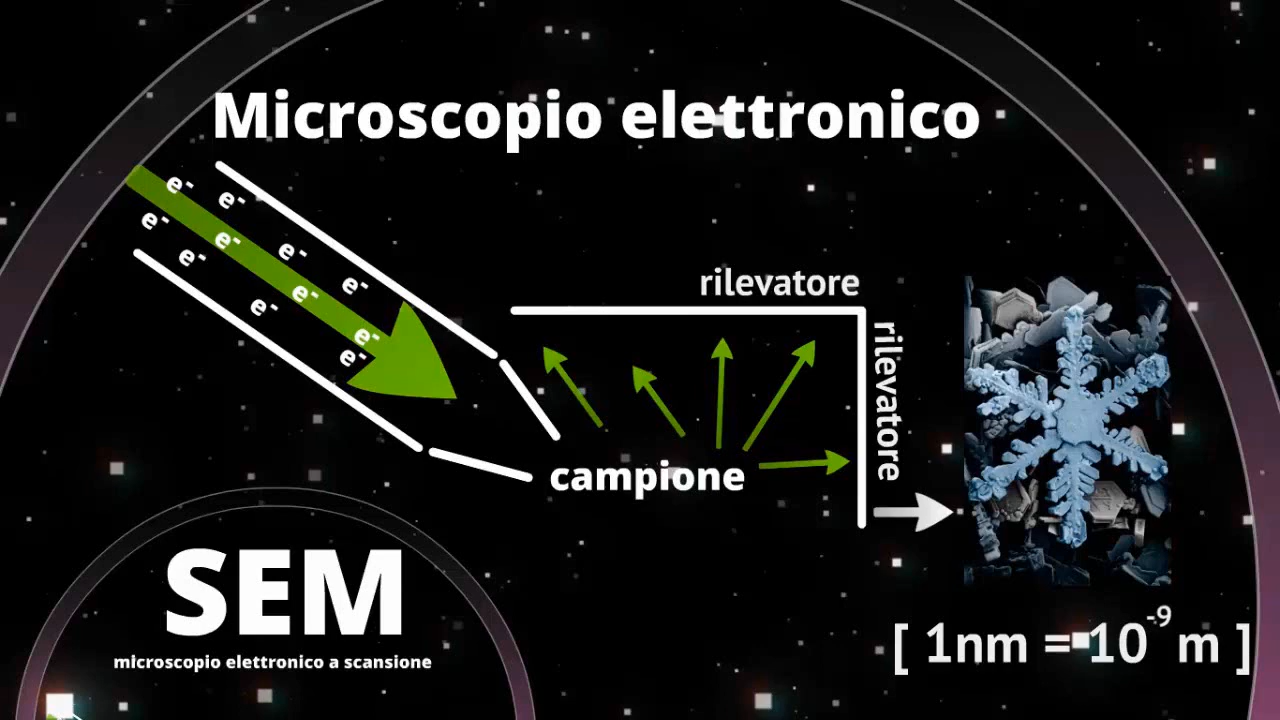 Microscopio elettronico
e-
e-
e-
e-
e-
e-
e-
e-
e-
e-
e-
rilevatore
rilevatore
campione
SEM
microscopio elettronico a scansione
[ 1nm = 10⁻⁹ m ]